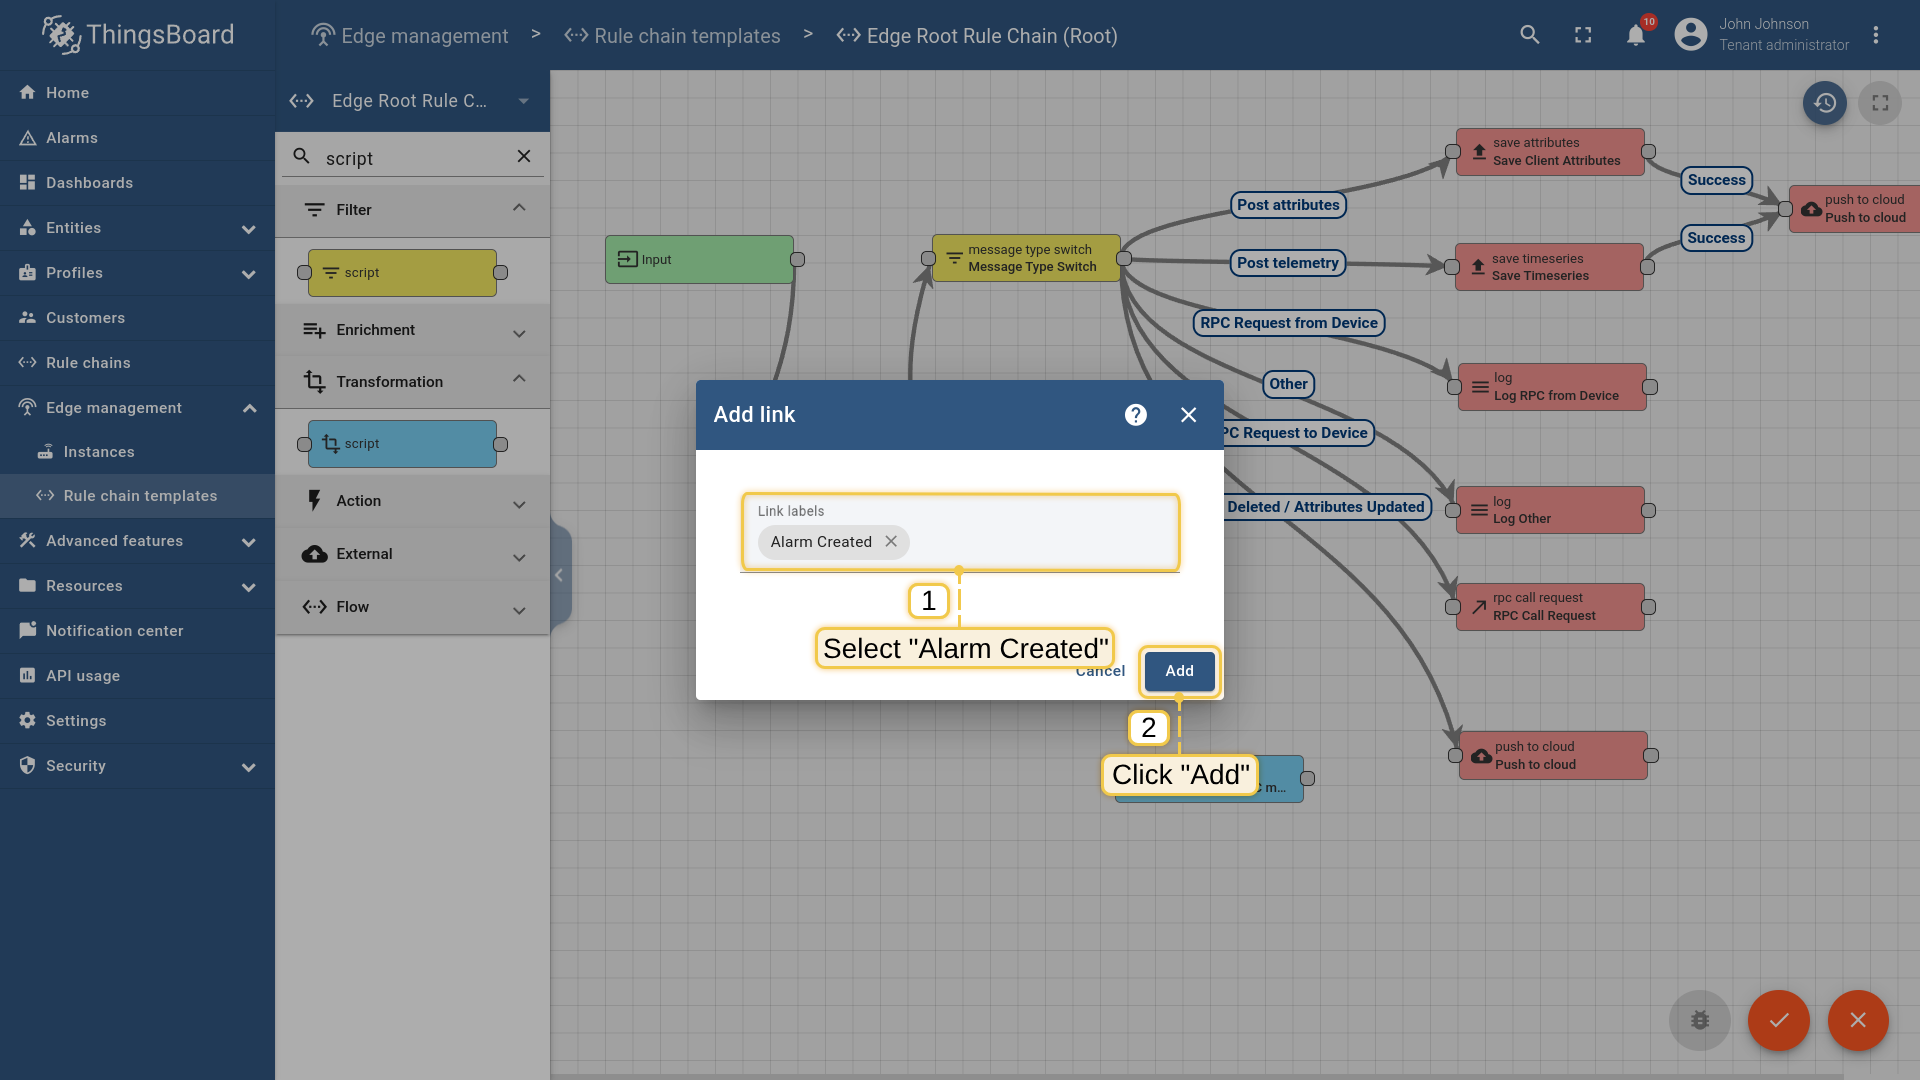 ThingsBoard
Edge management > Rule chain templates > Edge Root Rule Chain (Root)
10
John Johnson
Tenant administrator
Home
Alarms
Dashboards
Entities
Profiles
Customers
Rule chains
Edge management
Instances
Rule chain templates
Advanced features
Resources
Notification center
API usage
Settings
Security
Edge Root Rule C...
script
Filter
script
Enrichment
Transformation
script
Action
External
Flow
Input
message type switch
Message Type Switch
Post attributes
Post telemetry
RPC Request from Device
Other
PC Request to Device
Deleted / Attributes Updated
save attributes
Save Client Attributes
Success
push to cloud
Push to cloud
Success
save timeseries
Save Timeseries
log
Log RPC from Device
log
Log Other
rpc call request
RPC Call Request
push to cloud
Push to cloud
m...
Add link
Link labels
Alarm Created
1
Select "Alarm Created"
Cancel
Add
2
Click "Add"